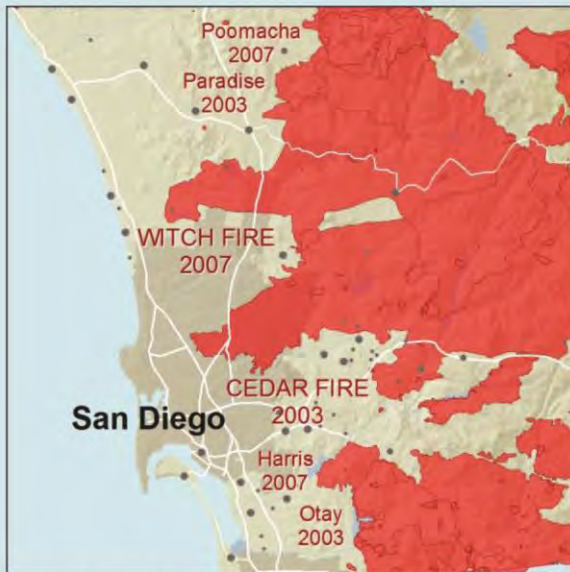 Poomacha
2007
Paradise
2003
WITCH FIRE
2007
CEDAR FIRE
2003
San Diego
Harris
2007
Otay
2003